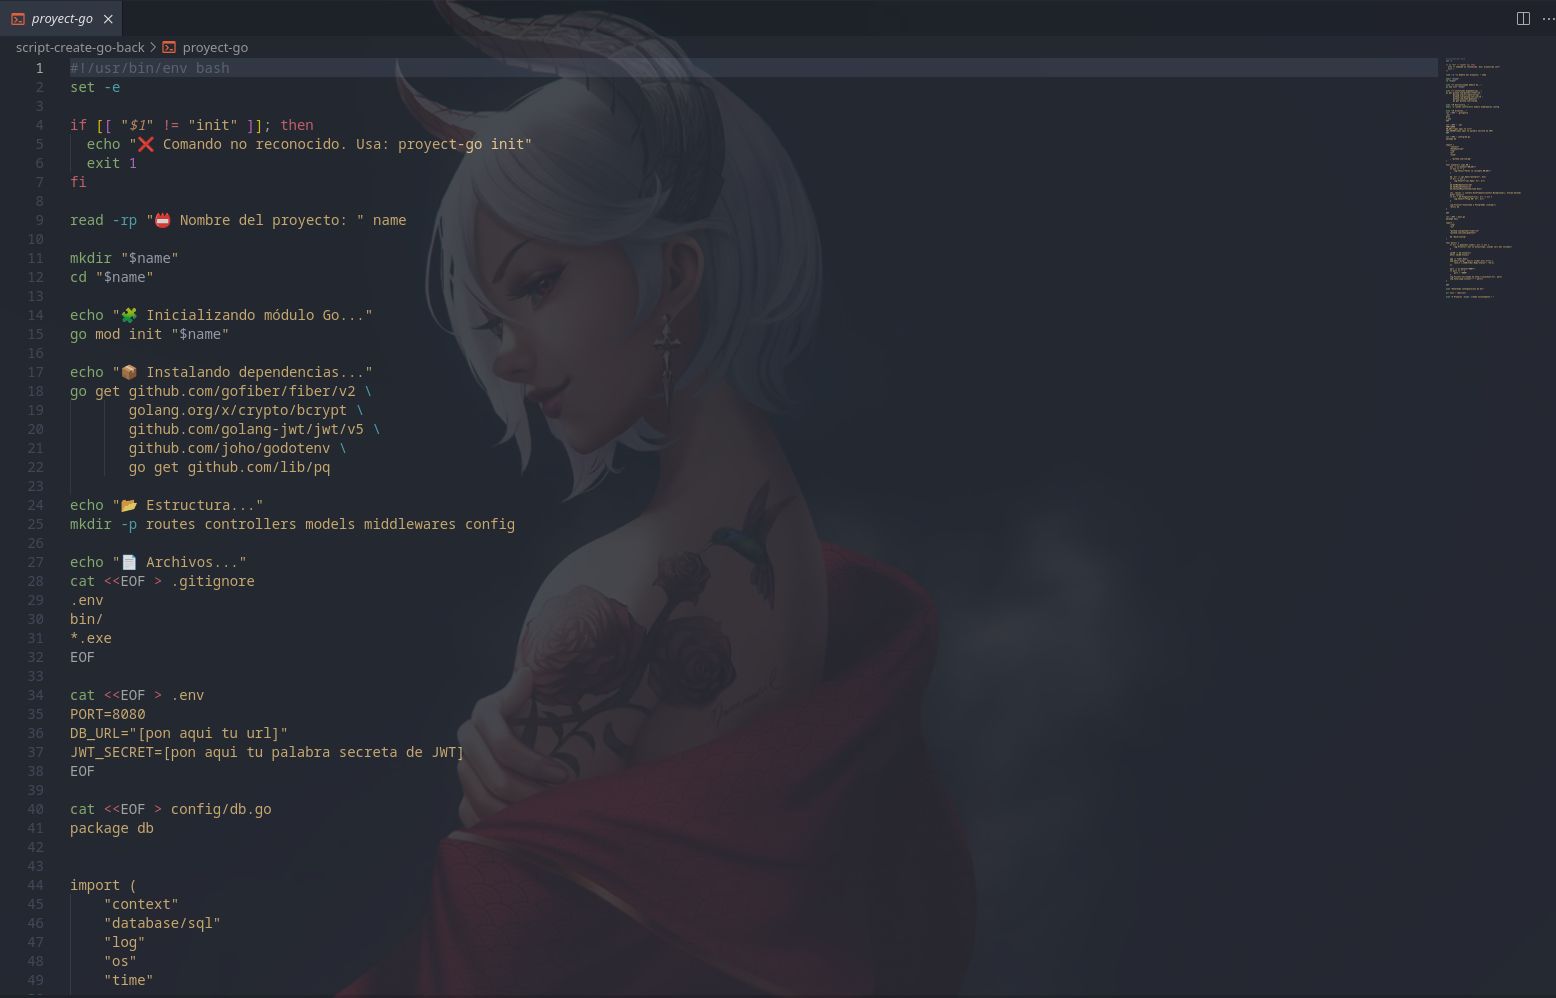 proyect-go
script-create-go-back > proyect-go
1 #!/usr/bin/env bash
2 set -e
3
4 if [[ "$1" != "init" ]]; then
5   echo "❌ Comando no reconocido. Usa: proyect-go init"
6   exit 1
7 fi
8
9 read -rp "📛 Nombre del proyecto: " name
10
11 mkdir "$name"
12 cd "$name"
13
14 echo "🧩 Inicializando módulo Go..."
15 go mod init "$name"
16
17 echo "📦 Instalando dependencias..."
18 go get github.com/gofiber/fiber/v2 \
19        golang.org/x/crypto/bcrypt \
20        github.com/golang-jwt/jwt/v5 \
21        github.com/joho/godotenv \
22        go get github.com/lib/pq
23
24 echo "📂 Estructura..."
25 mkdir -p routes controllers models middlewares config
26
27 echo "📄 Archivos..."
28 cat <<EOF > .gitignore
29 .env
30 bin/
31 *.exe
32 EOF
33
34 cat <<EOF > .env
35 PORT=8080
36 DB_URL="[pon aqui tu url]"
37 JWT_SECRET=[pon aqui tu palabra secreta de JWT]
38 EOF
39
40 cat <<EOF > config/db.go
41 package db
42
43
44 import (
45     "context"
46     "database/sql"
47     "log"
48     "os"
49     "time"